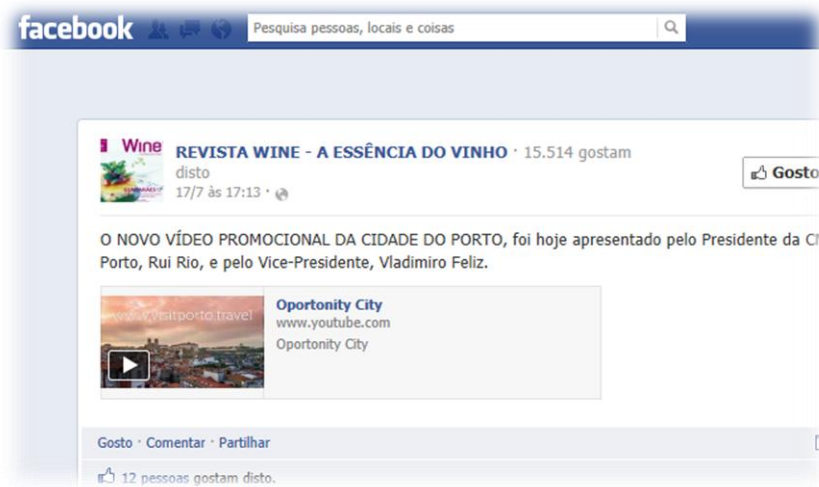 facebook
Pesquisa pessoas, locais e coisas
Wine
REVISTA WINE - A ESSÊNCIA DO VINHO · 15.514 gostam
disto
17/7 às 17:13 ·
Gosto
O NOVO VÍDEO PROMOCIONAL DA CIDADE DO PORTO, foi hoje apresentado pelo Presidente da
Porto, Rui Rio, e pelo Vice-Presidente, Vladimiro Feliz.
www.visitporto.travel
Oportonity City
www.youtube.com
Oportonity City
Gosto · Comentar · Partilhar
12 pessoas gostam disto.